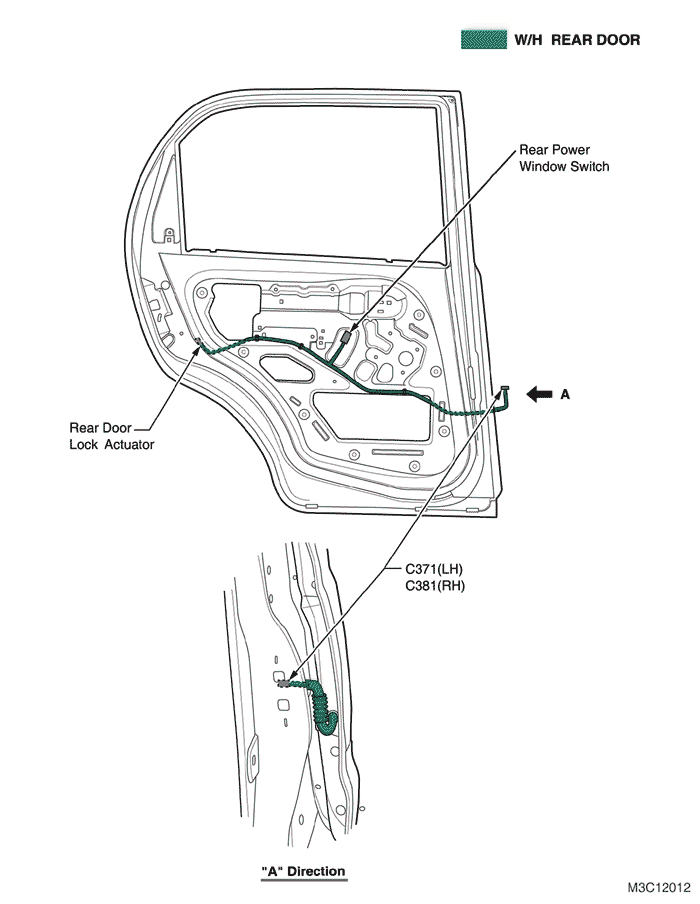 W/H REAR DOOR
Rear Power
Window Switch
A
Rear Door
Lock Actuator
C371(LH)
C381(RH)
"A" Direction
M3C12012